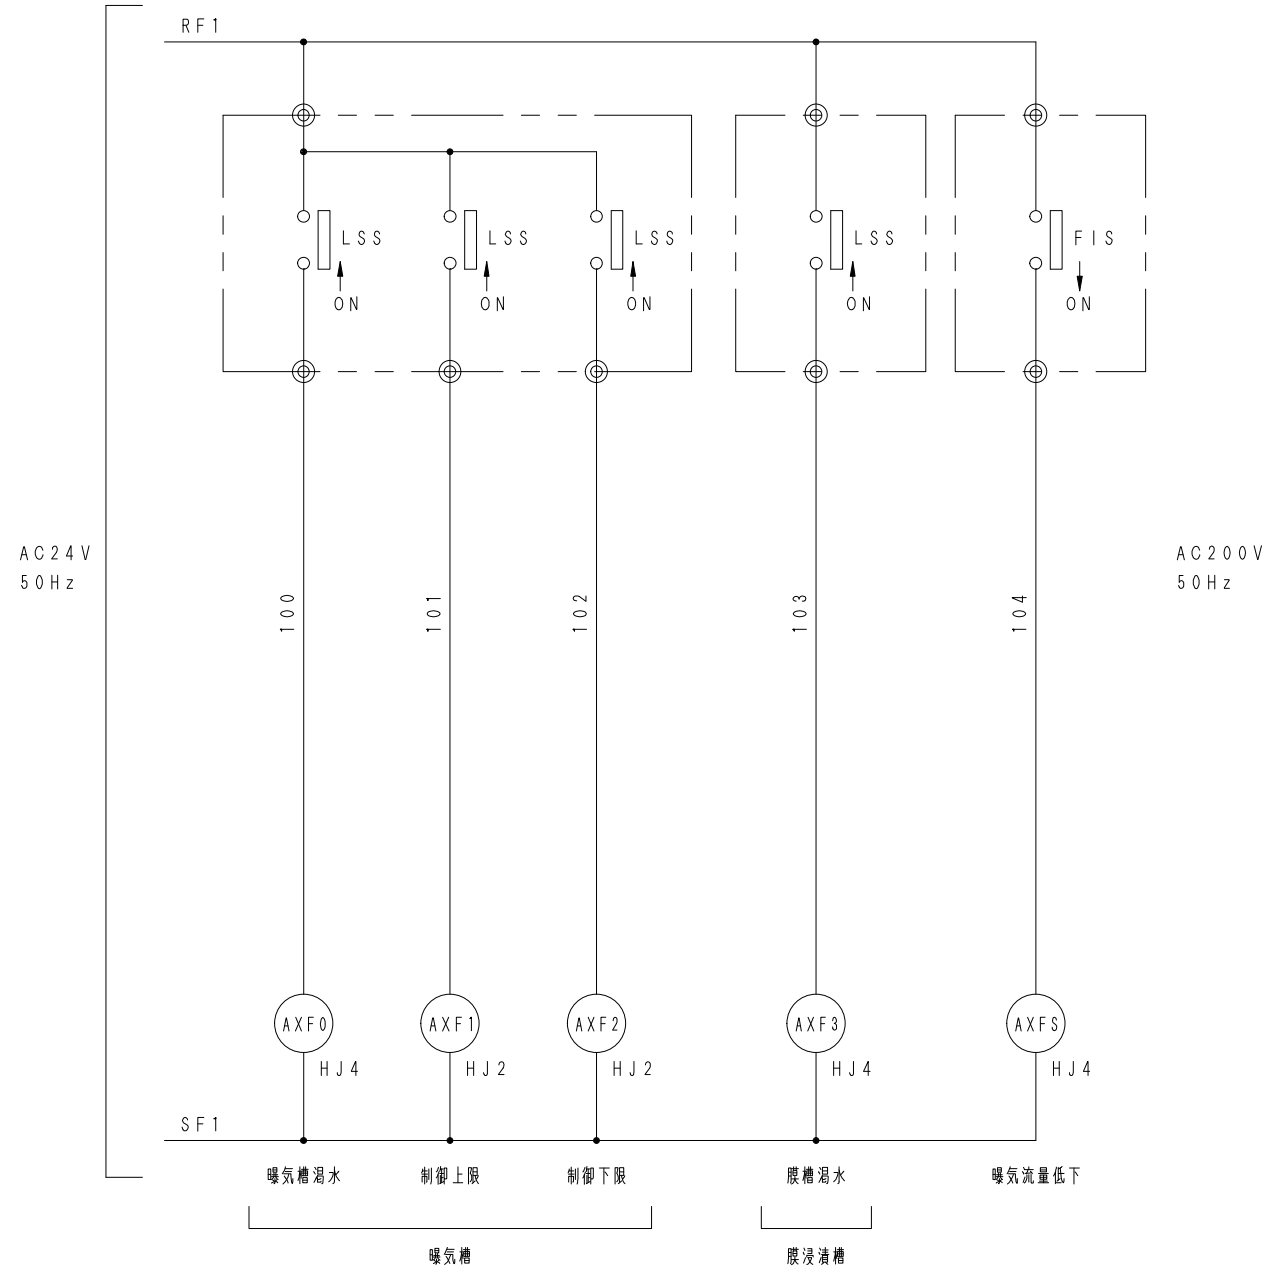 RF1
LSS
LSS
LSS
LSS
FIS
ON
ON
ON
ON
ON
AC24V
50Hz
AC200V
50Hz
100
101
102
103
104
AXF0
AXF1
AXF2
AXF3
AXFS
HJ4
HJ2
HJ2
HJ4
HJ4
SF1
曝気槽渇水
制御上限
制御下限
膜槽渇水
曝気流量低下
曝気槽
膜浸漬槽